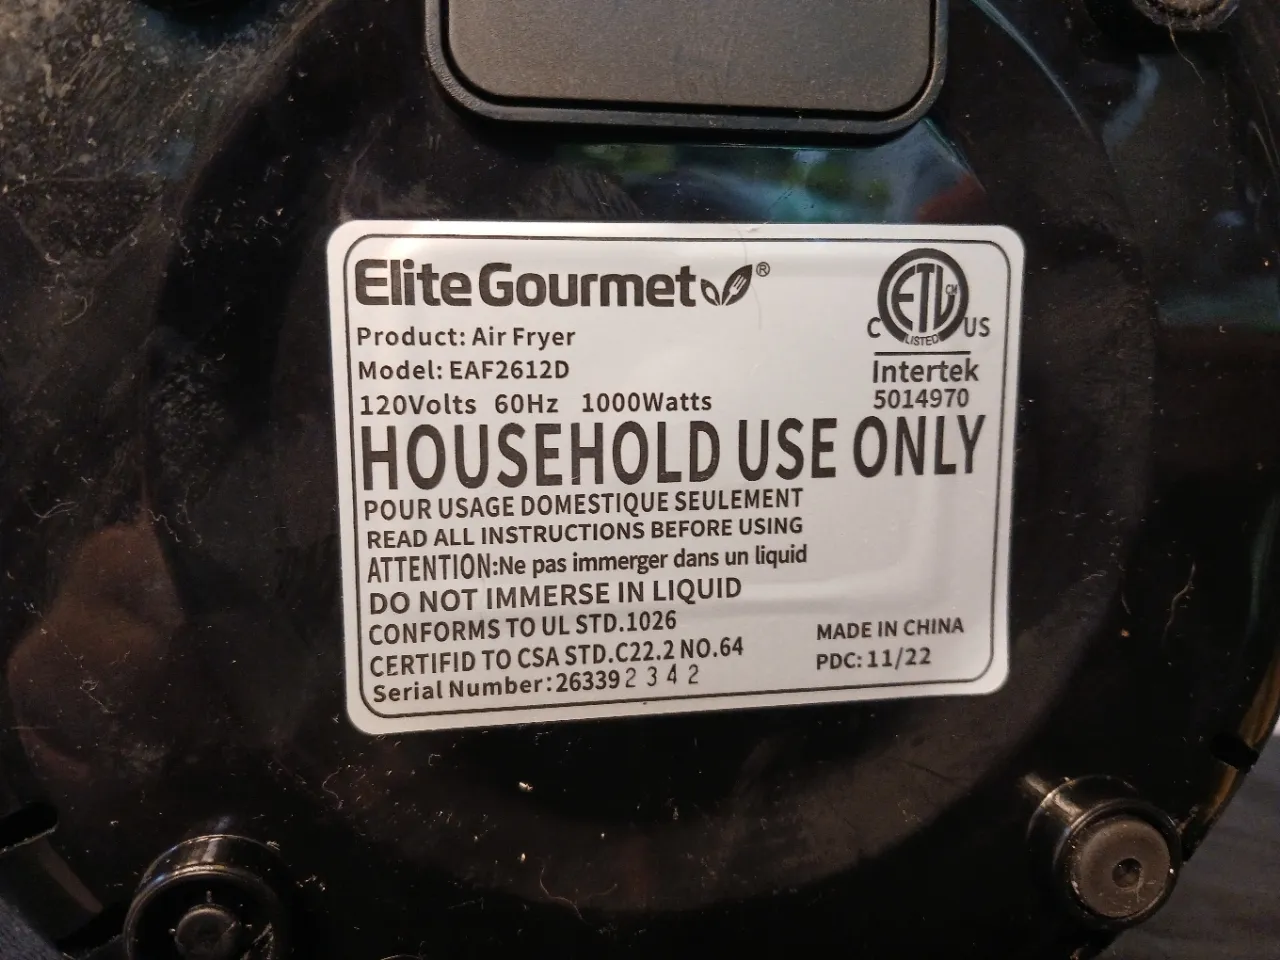 Elite Gourmet®
Product: Air Fryer
Model: EAF2612D
120Volts 60Hz 1000Watts
ETL CM
LISTED
C US
Intertek
5014970
HOUSEHOLD USE ONLY
POUR USAGE DOMESTIQUE SEULEMENT
READ ALL INSTRUCTIONS BEFORE USING
ATTENTION:Ne pas immerger dans un liquid
DO NOT IMMERSE IN LIQUID
CONFORMS TO UL STD.1026
CERTIFID TO CSA STD.C22.2 NO.64
Serial Number:263392342
MADE IN CHINA
PDC: 11/22